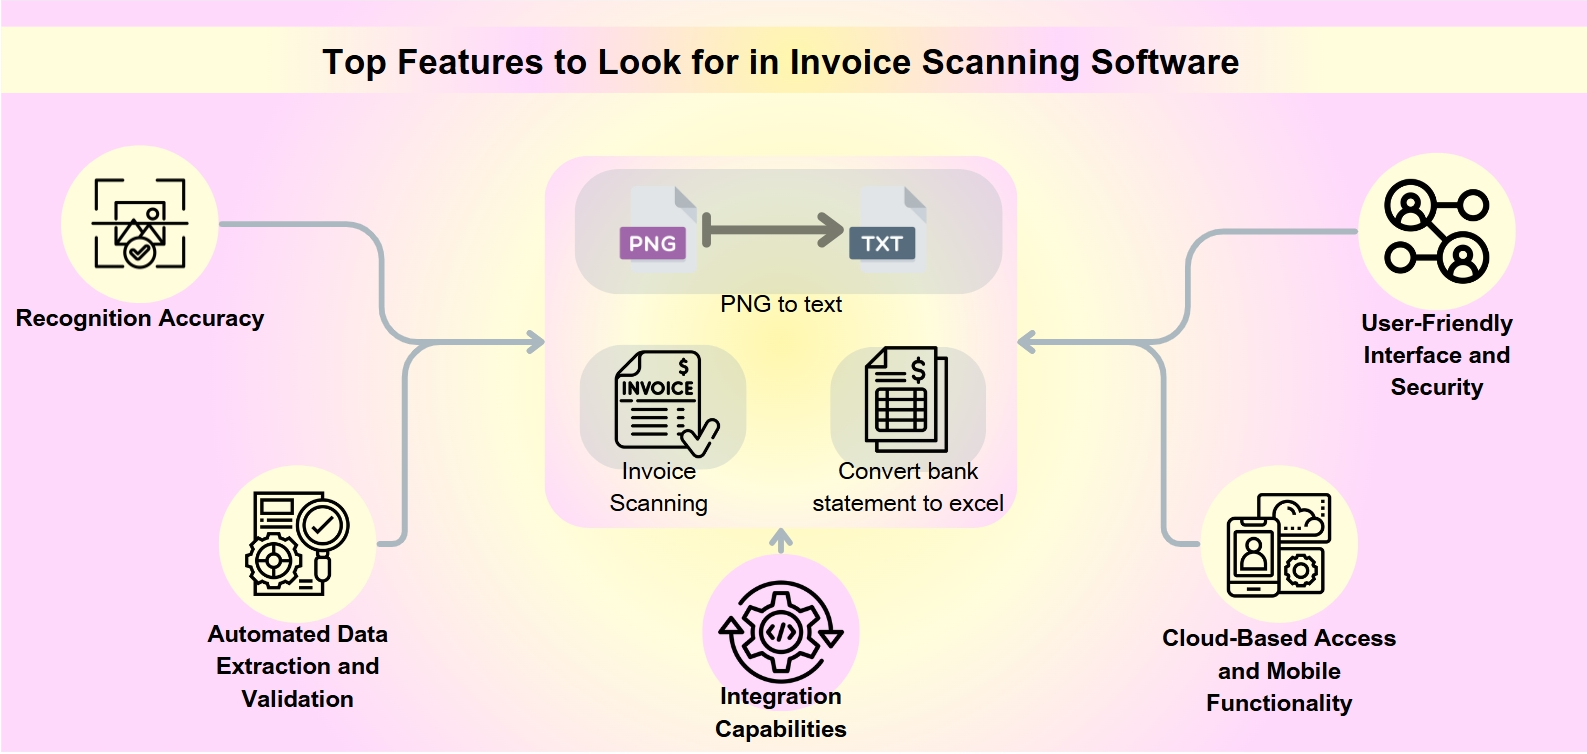 Top Features to Look for in Invoice Scanning Software
PNG
TXT
PNG to text
Recognition Accuracy
User-Friendly
Interface and
Security
$
INVOICE
$
Invoice
Scanning
Convert bank
statement to excel
Automated Data
Extraction and
Validation
</>
Integration
Capabilities
Cloud-Based Access
and Mobile
Functionality